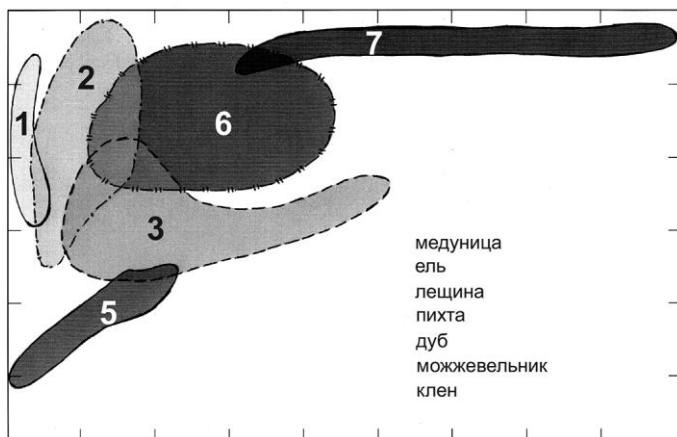 7
2
1
6
3
5
медуница
ель
лещина
пихта
дуб
можжевельник
клен